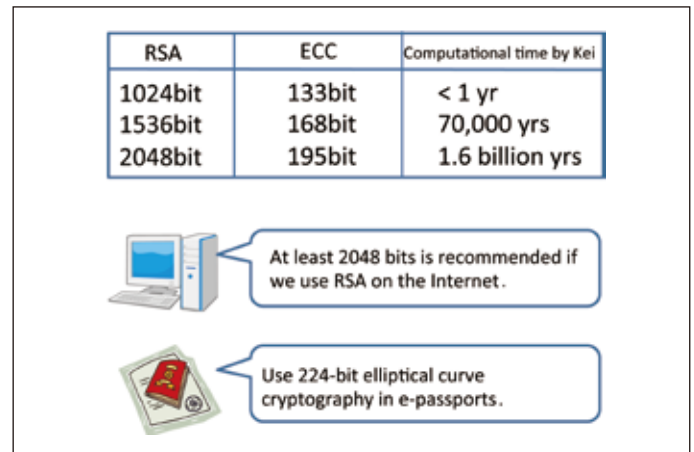 RSA ECC Computational time by Kei
1024bit 133bit < 1 yr
1536bit 168bit 70,000 yrs
2048bit 195bit 1.6 billion yrs
At least 2048 bits is recommended if
we use RSA on the Internet.
Use 224-bit elliptical curve
cryptography in e-passports.